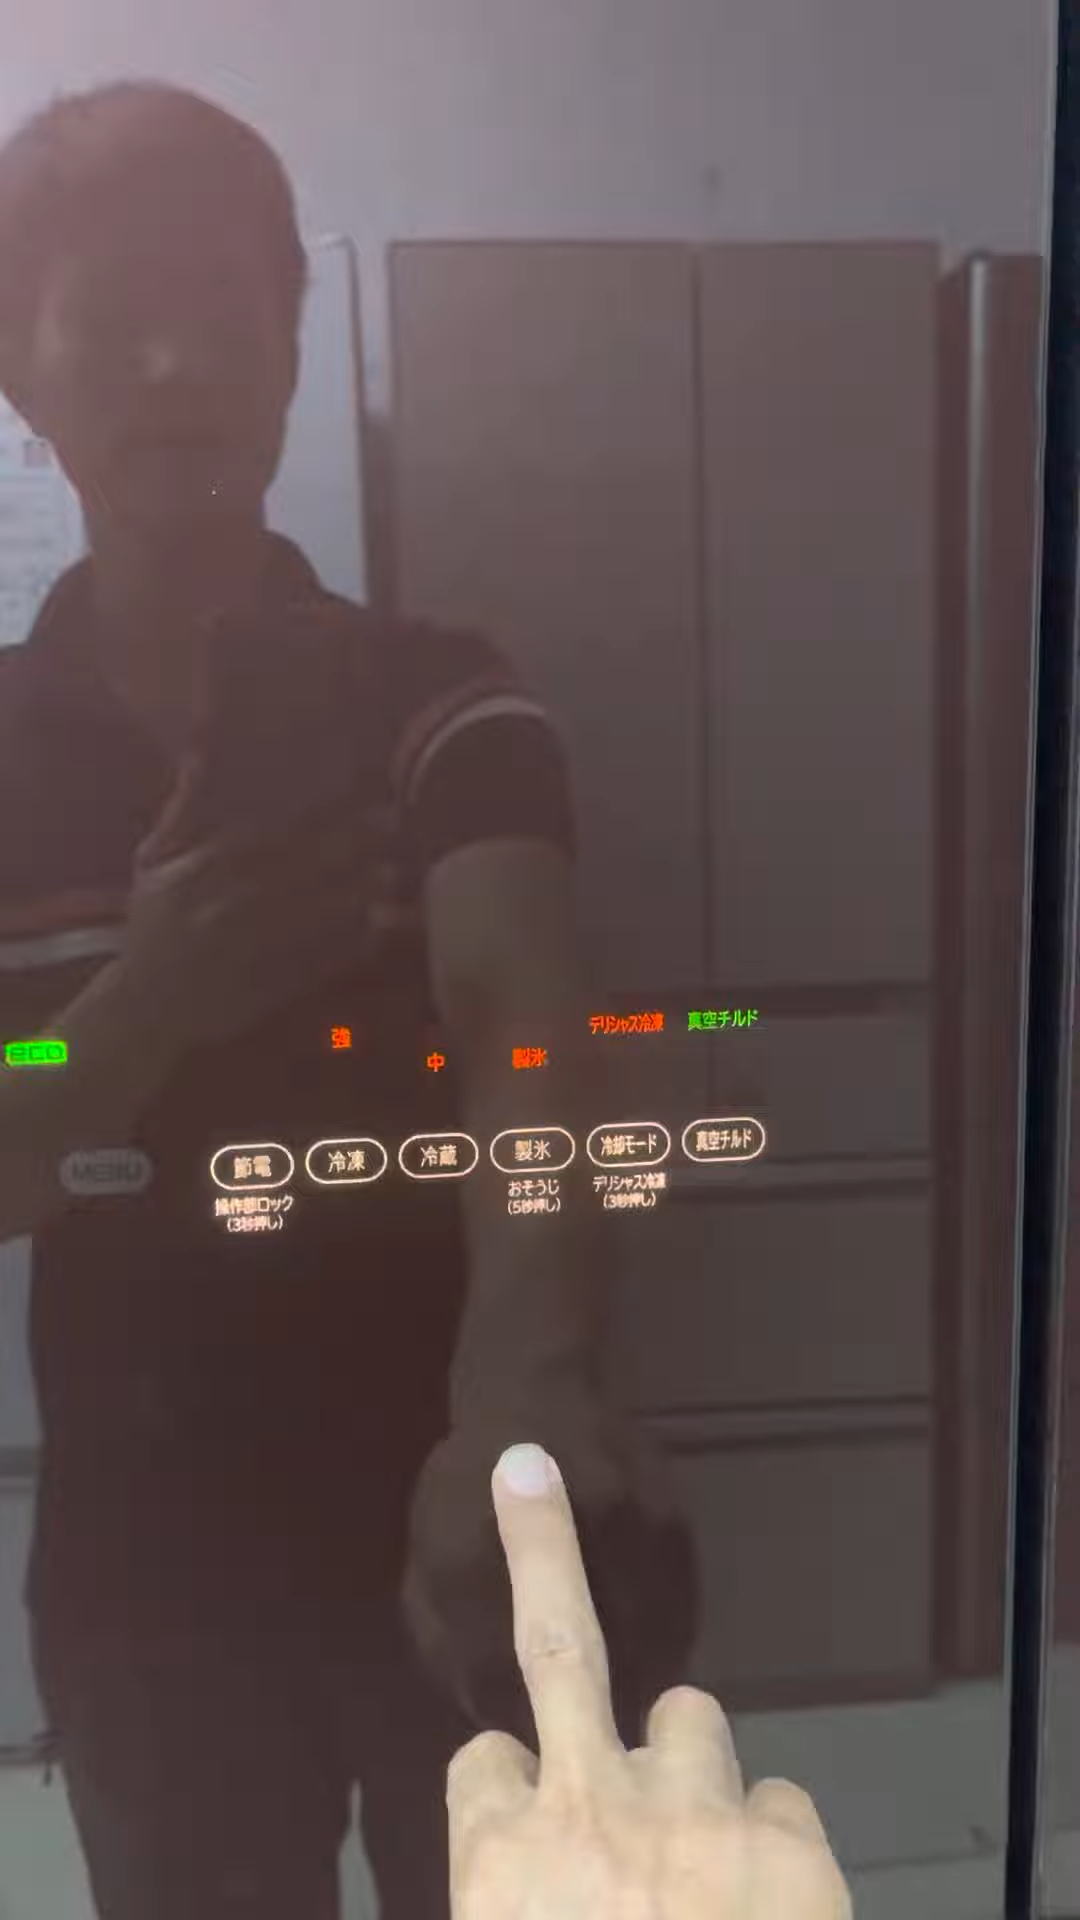 eco
強
中
製氷
デリシャス冷凍
真空チルド
MENU
節電
冷凍
冷蔵
製氷
冷却モード
真空チルド
操作部ロック
(3秒押し)
おそうじ
(5秒押し)
デリシャス冷凍
(3秒押し)